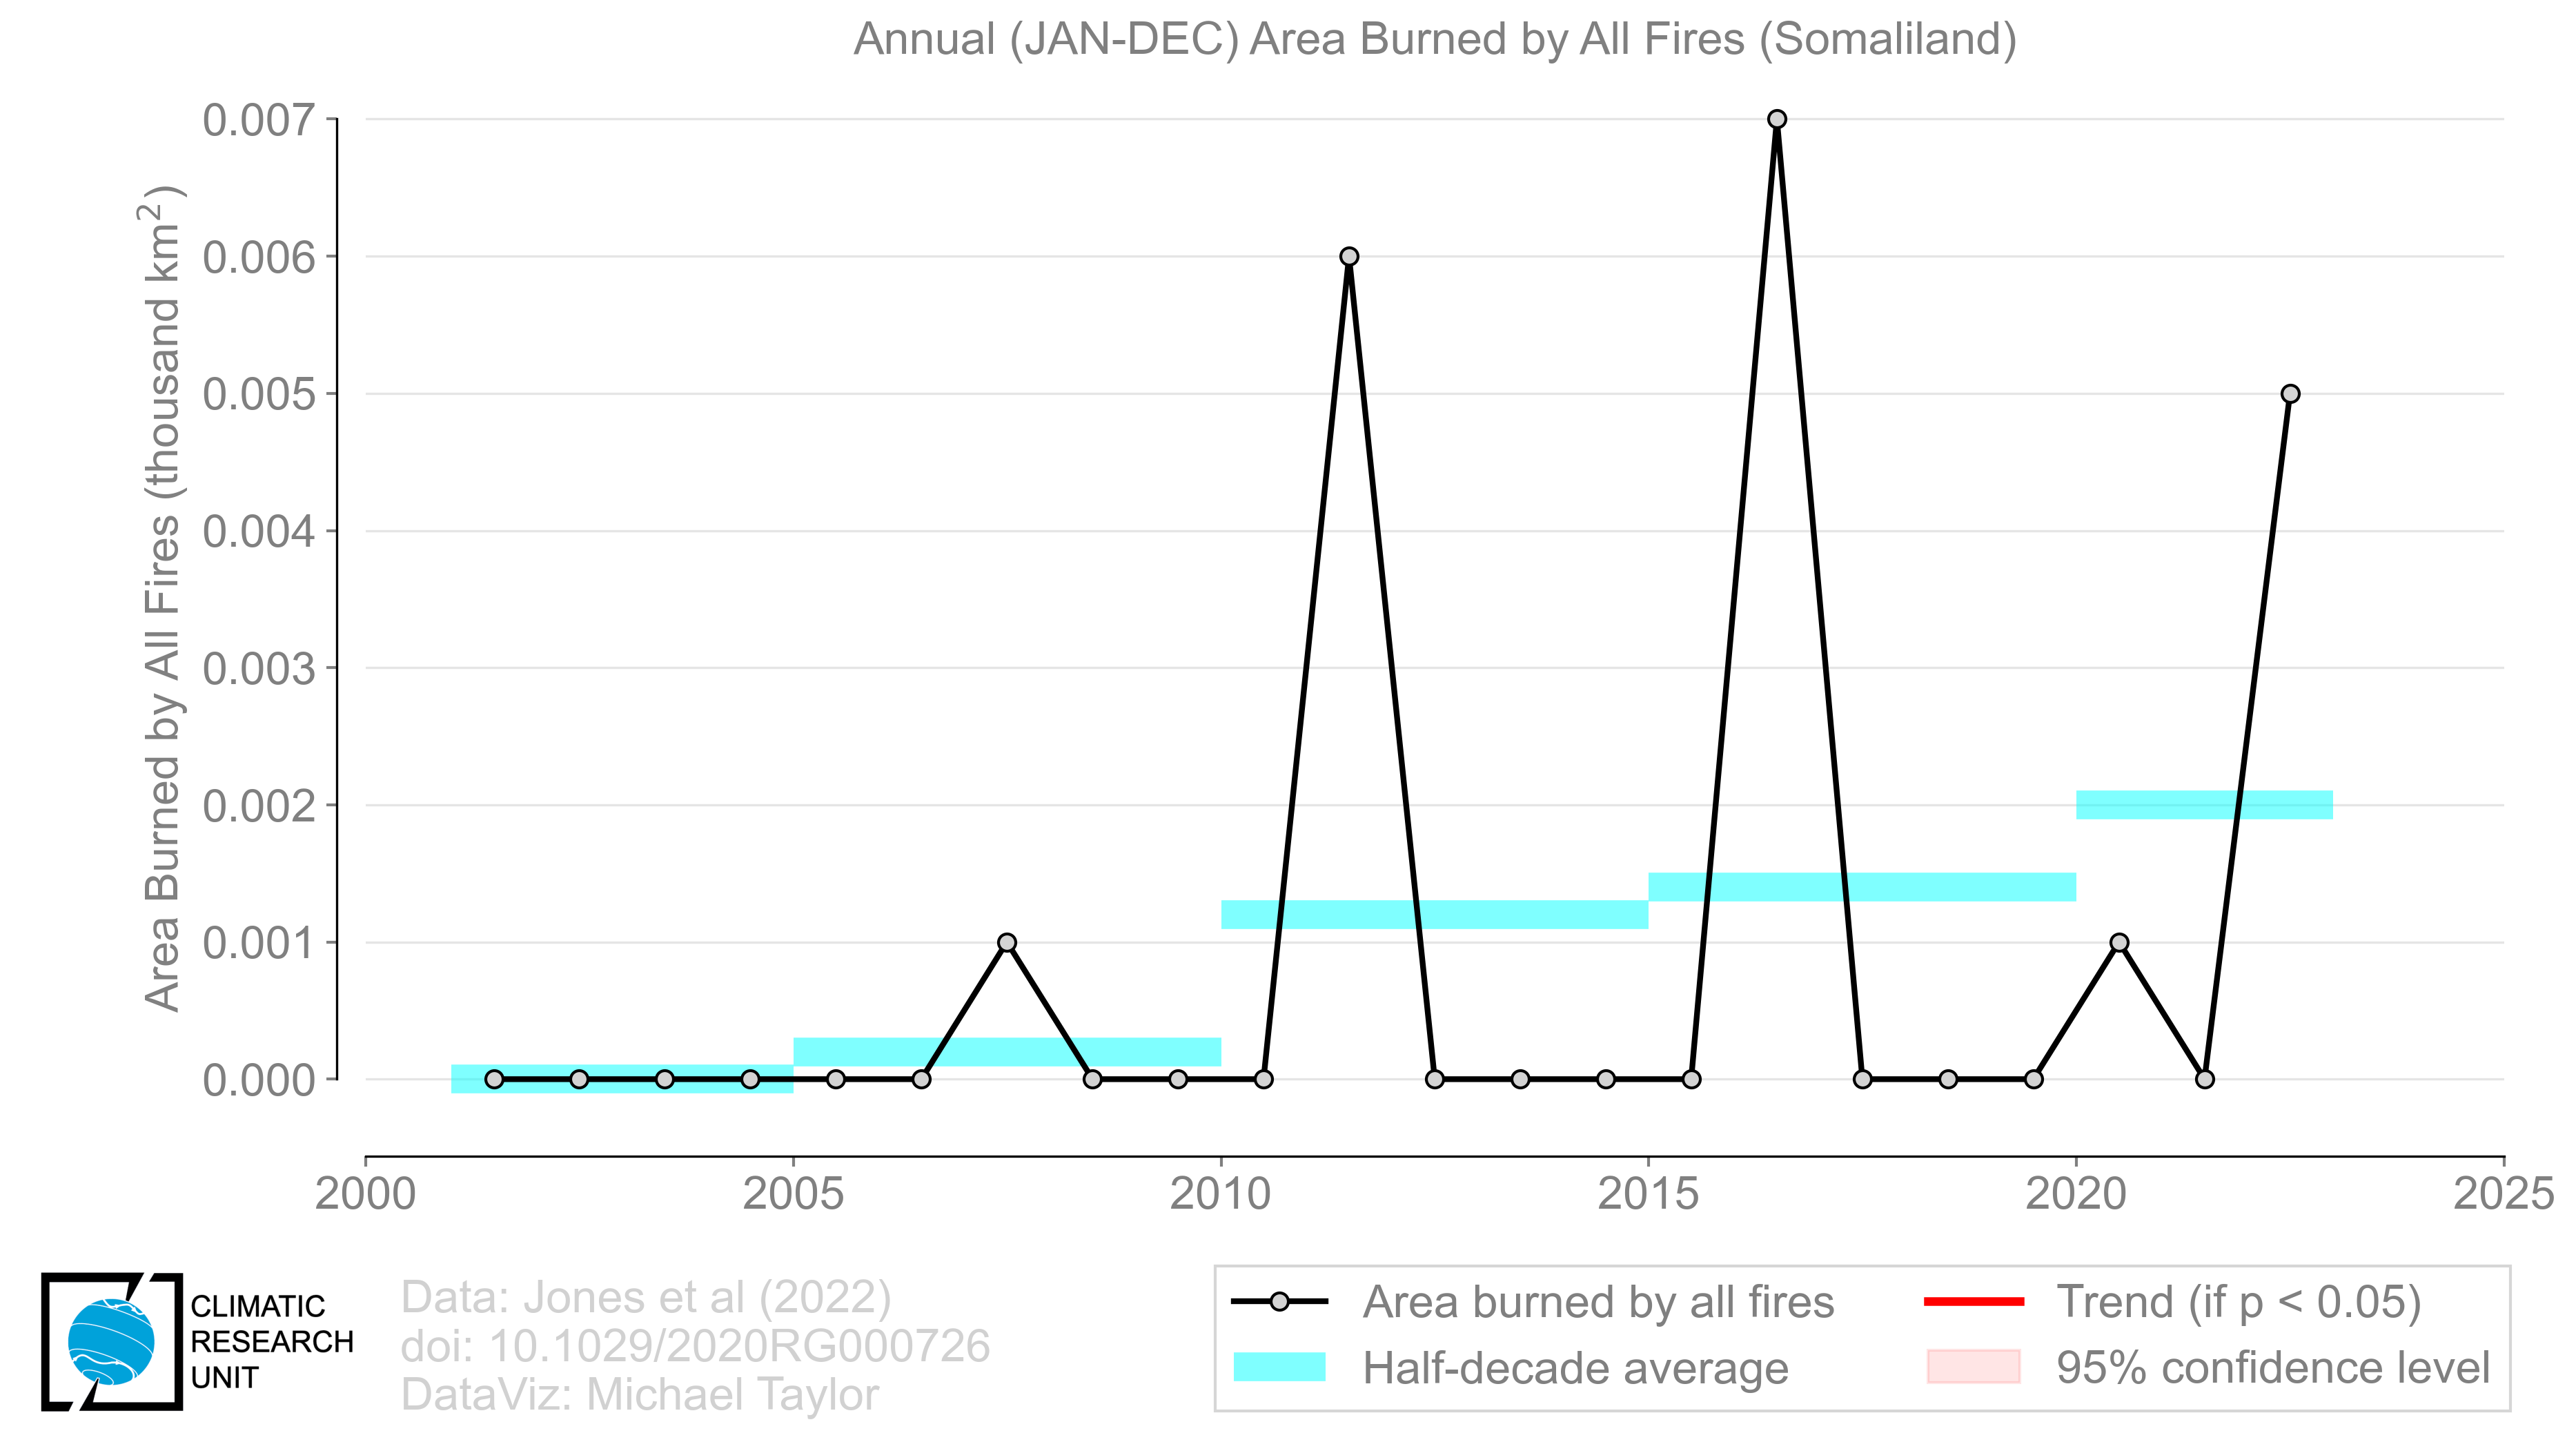 Annual (JAN-DEC) Area Burned by All Fires (Somaliland)
Area Burned by All Fires (thousand km²)
0.007
0.006
0.005
0.004
0.003
0.002
0.001
0.000
2000 2005 2010 2015 2020 2025
CLIMATIC
RESEARCH
UNIT
Data: Jones et al (2022)
doi: 10.1029/2020RG000726
DataViz: Michael Taylor
Area burned by all fires
Half-decade average
Trend (if p < 0.05)
95% confidence level